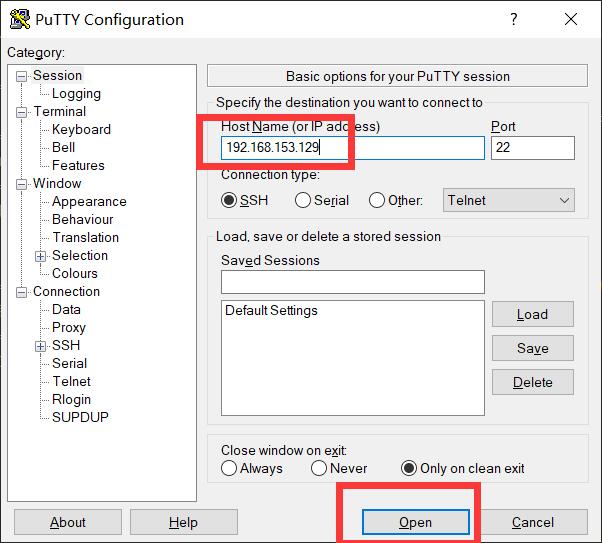 PuTTY Configuration
?
Category:
Session
Logging
Terminal
Keyboard
Bell
Features
Window
Appearance
Behaviour
Translation
Selection
Colours
Connection
Data
Proxy
SSH
Serial
Telnet
Rlogin
SUPDUP
Basic options for your PuTTY session
Specify the destination you want to connect to
Host Name (or IP address) Port
192.168.153.129 22
Connection type:
SSH Serial Other: Telnet
Load, save or delete a stored session
Saved Sessions
Default Settings
Load
Save
Delete
Close window on exit:
Always Never Only on clean exit
About Help Open Cancel